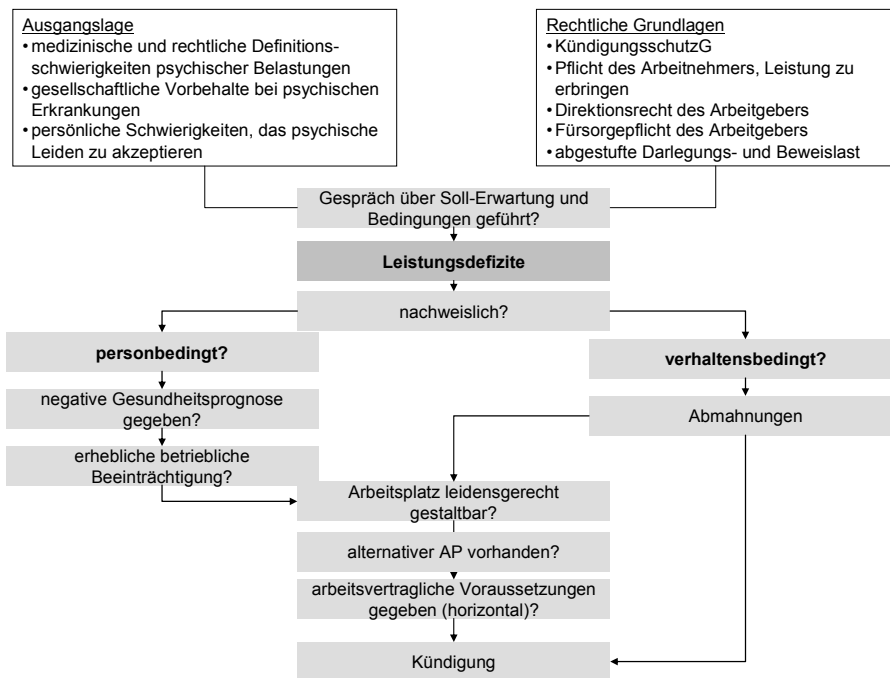 Ausgangslage
• medizinische und rechtliche Definitions-
schwierigkeiten psychischer Belastungen
• gesellschaftliche Vorbehalte bei psychischen
Erkrankungen
• persönliche Schwierigkeiten, das psychische
Leiden zu akzeptieren
Rechtliche Grundlagen
• KündigungsschutzG
• Pflicht des Arbeitnehmers, Leistung zu
erbringen
• Direktionsrecht des Arbeitgebers
• Fürsorgepflicht des Arbeitgebers
• abgestufte Darlegungs- und Beweislast
Gespräch über Soll-Erwartung und
Bedingungen geführt?
Leistungsdefizite
nachweislich?
personbedingt?
verhaltensbedingt?
negative Gesundheitsprognose
gegeben?
Abmahnungen
erhebliche betriebliche
Beeinträchtigung?
Arbeitsplatz leidensgerecht
gestaltbar?
alternativer AP vorhanden?
arbeitsvertragliche Voraussetzungen
gegeben (horizontal)?
Kündigung